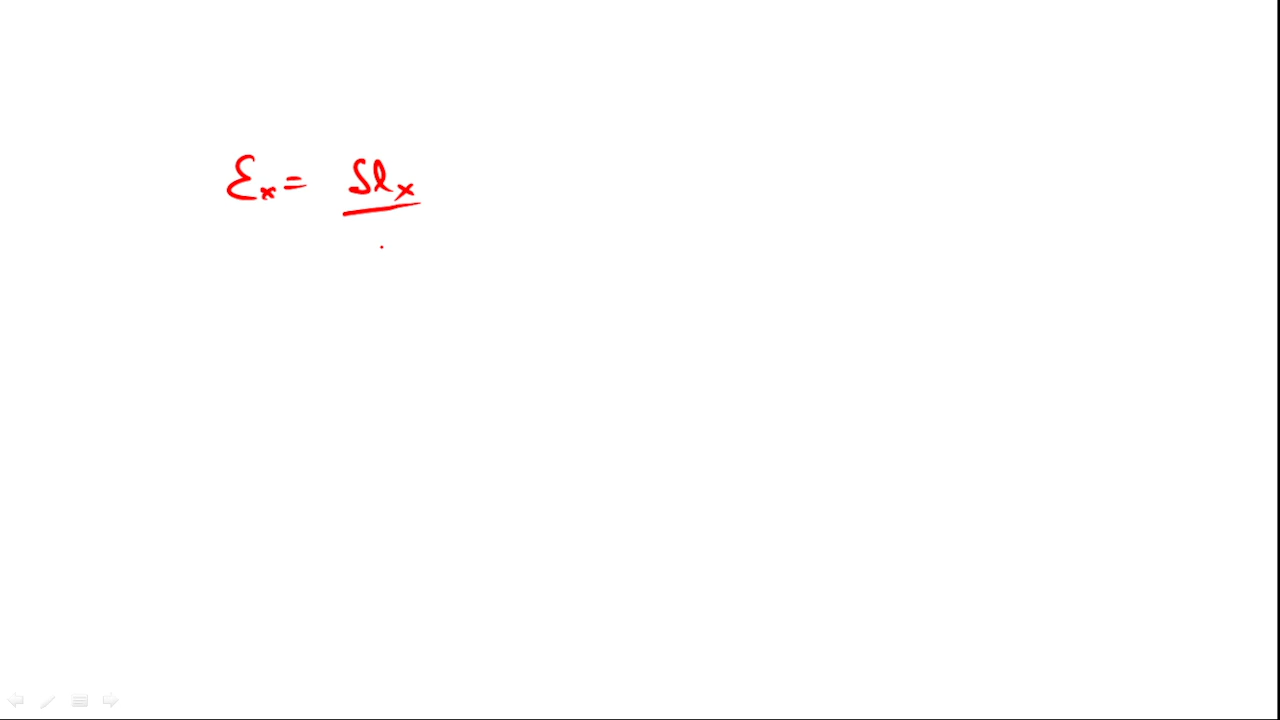 εₓ = δlₓ